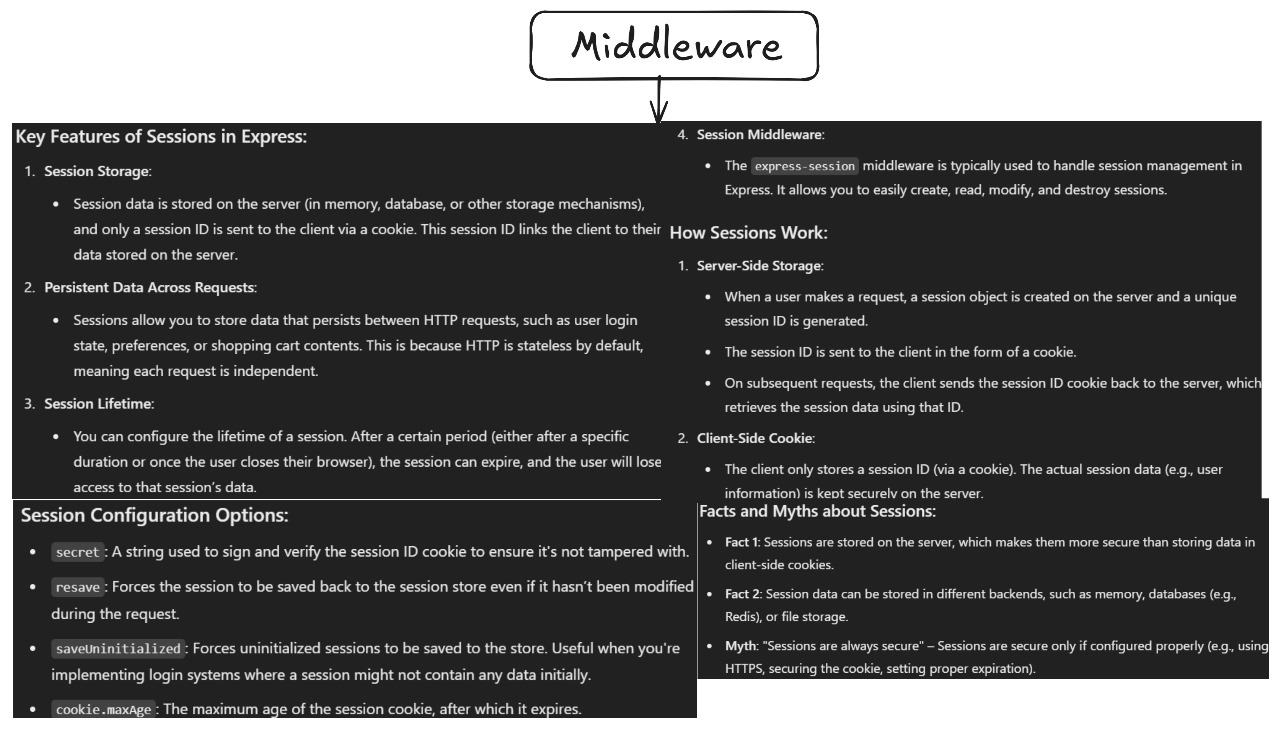 Middleware
Key Features of Sessions in Express:
1. Session Storage:
• Session data is stored on the server (in memory, database, or other storage mechanisms),
and only a session ID is sent to the client via a cookie. This session ID links the client to their
data stored on the server.
2. Persistent Data Across Requests:
• Sessions allow you to store data that persists between HTTP requests, such as user login
state, preferences, or shopping cart contents. This is because HTTP is stateless by default,
meaning each request is independent.
3. Session Lifetime:
• You can configure the lifetime of a session. After a certain period (either after a specific
duration or once the user closes their browser), the session can expire, and the user will lose
access to that session's data.
4. Session Middleware:
• The express-session middleware is typically used to handle session management in
Express. It allows you to easily create, read, modify, and destroy sessions.
How Sessions Work:
1. Server-Side Storage:
• When a user makes a request, a session object is created on the server and a unique
session ID is generated.
• The session ID is sent to the client in the form of a cookie.
• On subsequent requests, the client sends the session ID cookie back to the server, which
retrieves the session data using that ID.
2. Client-Side Cookie:
• The client only stores a session ID (via a cookie). The actual session data (e.g., user
information) is kept securely on the server.
Session Configuration Options:
• secret: A string used to sign and verify the session ID cookie to ensure it's not tampered with.
• resave: Forces the session to be saved back to the session store even if it hasn't been modified
during the request.
• saveUninitialized: Forces uninitialized sessions to be saved to the store. Useful when you're
implementing login systems where a session might not contain any data initially.
• cookie.maxAge: The maximum age of the session cookie, after which it expires.
Facts and Myths about Sessions:
• Fact 1: Sessions are stored on the server, which makes them more secure than storing data in
client-side cookies.
• Fact 2: Session data can be stored in different backends, such as memory, databases (e.g.,
Redis), or file storage.
• Myth: "Sessions are always secure" – Sessions are secure only if configured properly (e.g., using
HTTPS, securing the cookie, setting proper expiration).